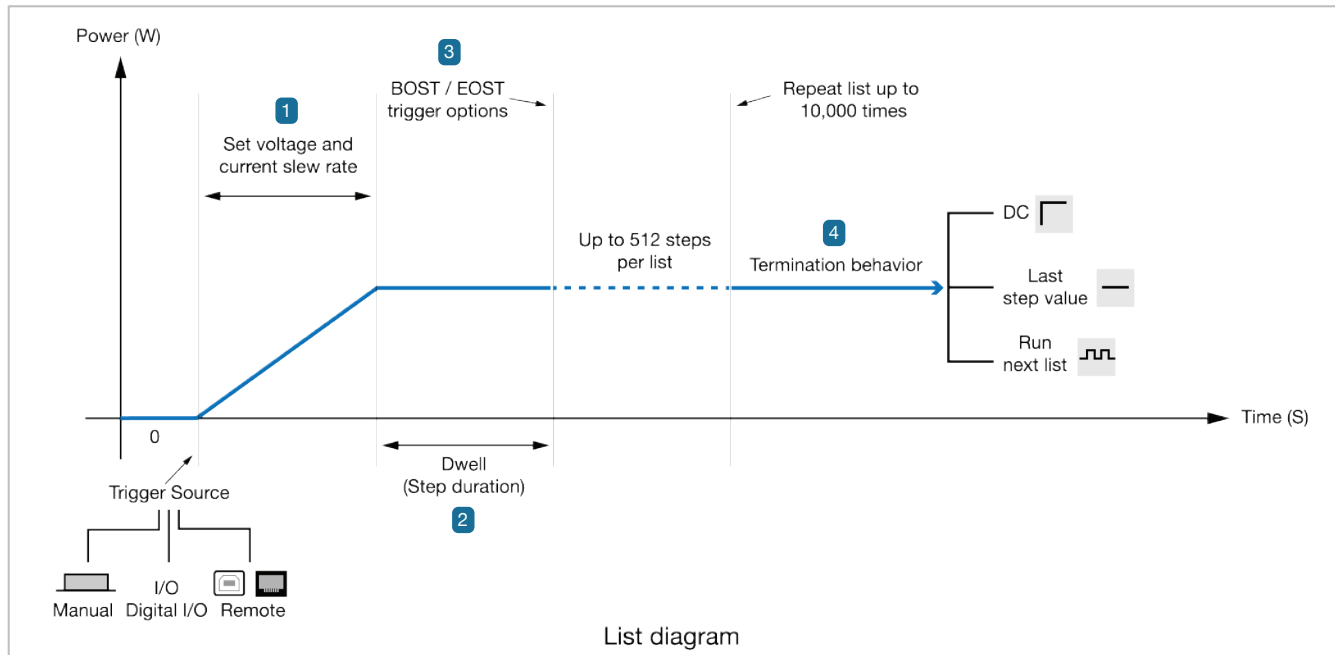 Power (W)
3
BOST / EOST
trigger options
Repeat list up to
10,000 times
1
Set voltage and
current slew rate
DC
Up to 512 steps
per list
4
Termination behavior
Last
step value
Run
next list
0
Time (S)
Dwell
(Step duration)
2
Trigger Source
I/O
Manual
Digital I/O
Remote
List diagram